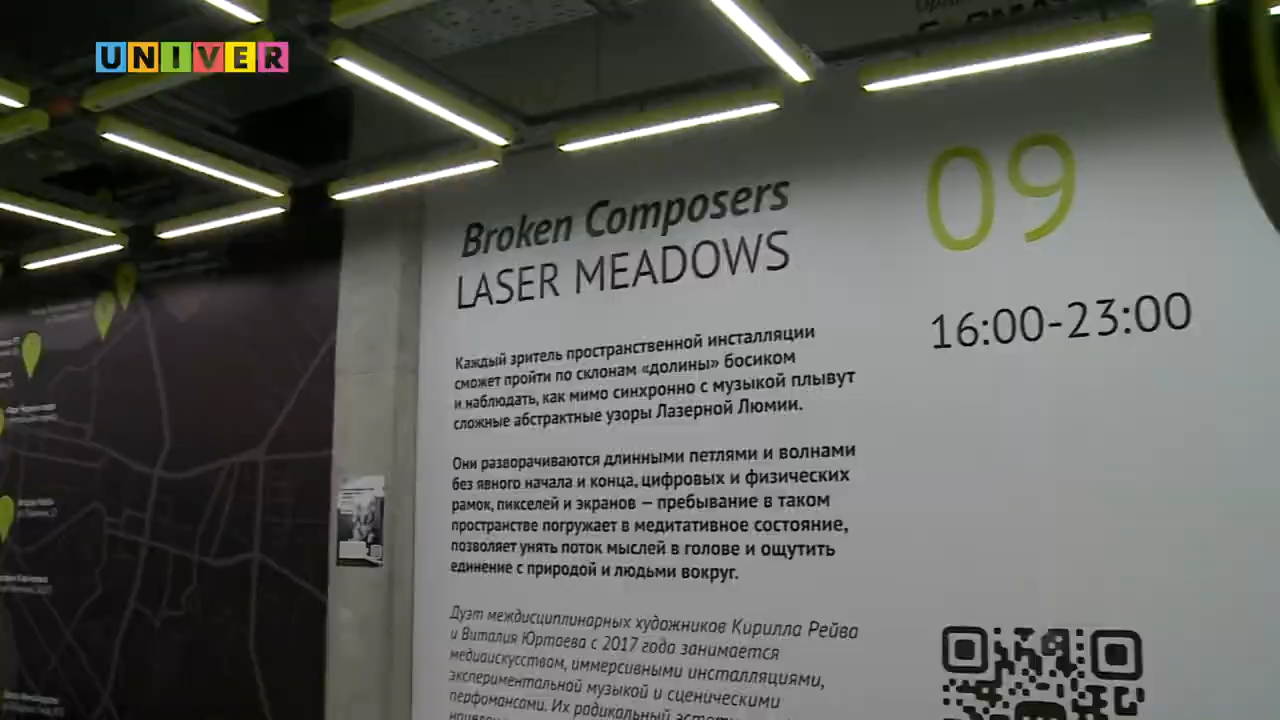 UNIVER
Broken Composers
LASER MEADOWS
09
16:00-23:00
Каждый зритель пространственной инсталляции
сможет пройти по склонам «долины» босиком
и наблюдать, как мимо синхронно с музыкой плывут
сложные абстрактные узоры Лазерной Люмии.
Они разворачиваются длинными петлями и волнами
без явного начала и конца, цифровых и физических
рамок, пикселей и экранов — пребывание в таком
пространстве погружает в медитативное состояние,
позволяет унять поток мыслей в голове и ощутить
единение с природой и людьми вокруг.
Дуэт междисциплинарных художников Кирилла Рейва
и Виталия Юртаева с 2017 года занимается
медиаискусством, иммерсивными инсталляциями,
экспериментальной музыкой и сценическими
перфомансами. Их радикальный